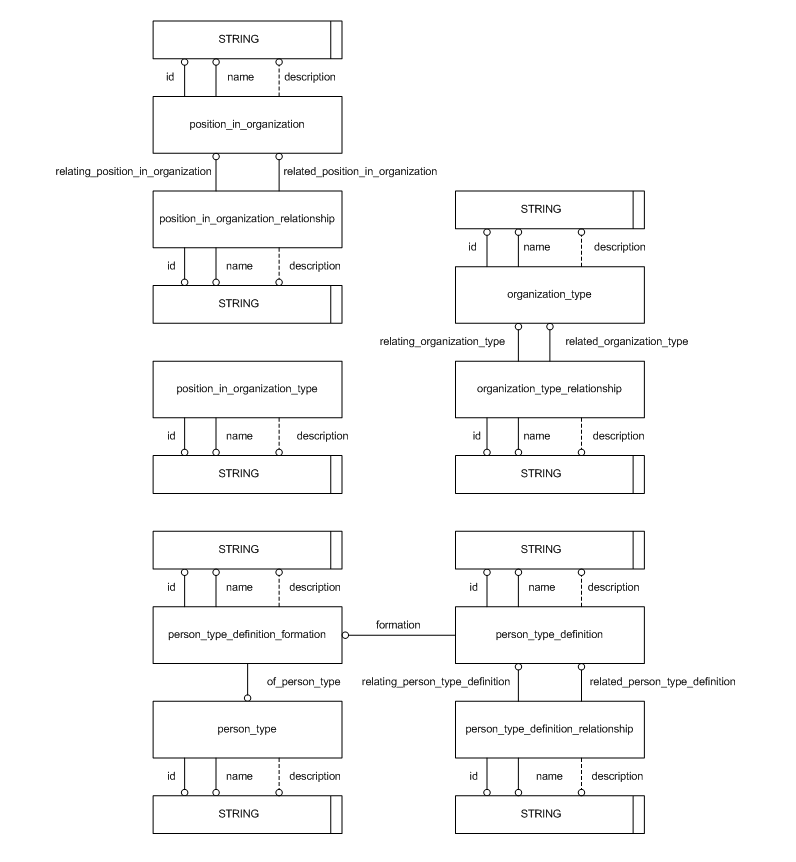 STRING
id name description
position_in_organization
relating_position_in_organization related_position_in_organization
position_in_organization_relationship
id name description
STRING
STRING
id name description
organization_type
relating_organization_type related_organization_type
organization_type_relationship
id name description
STRING
position_in_organization_type
id name description
STRING
STRING
id name description
person_type_definition_formation
formation
of_person_type
person_type
id name description
STRING
STRING
id name description
person_type_definition
relating_person_type_definition related_person_type_definition
person_type_definition_relationship
id name description
STRING